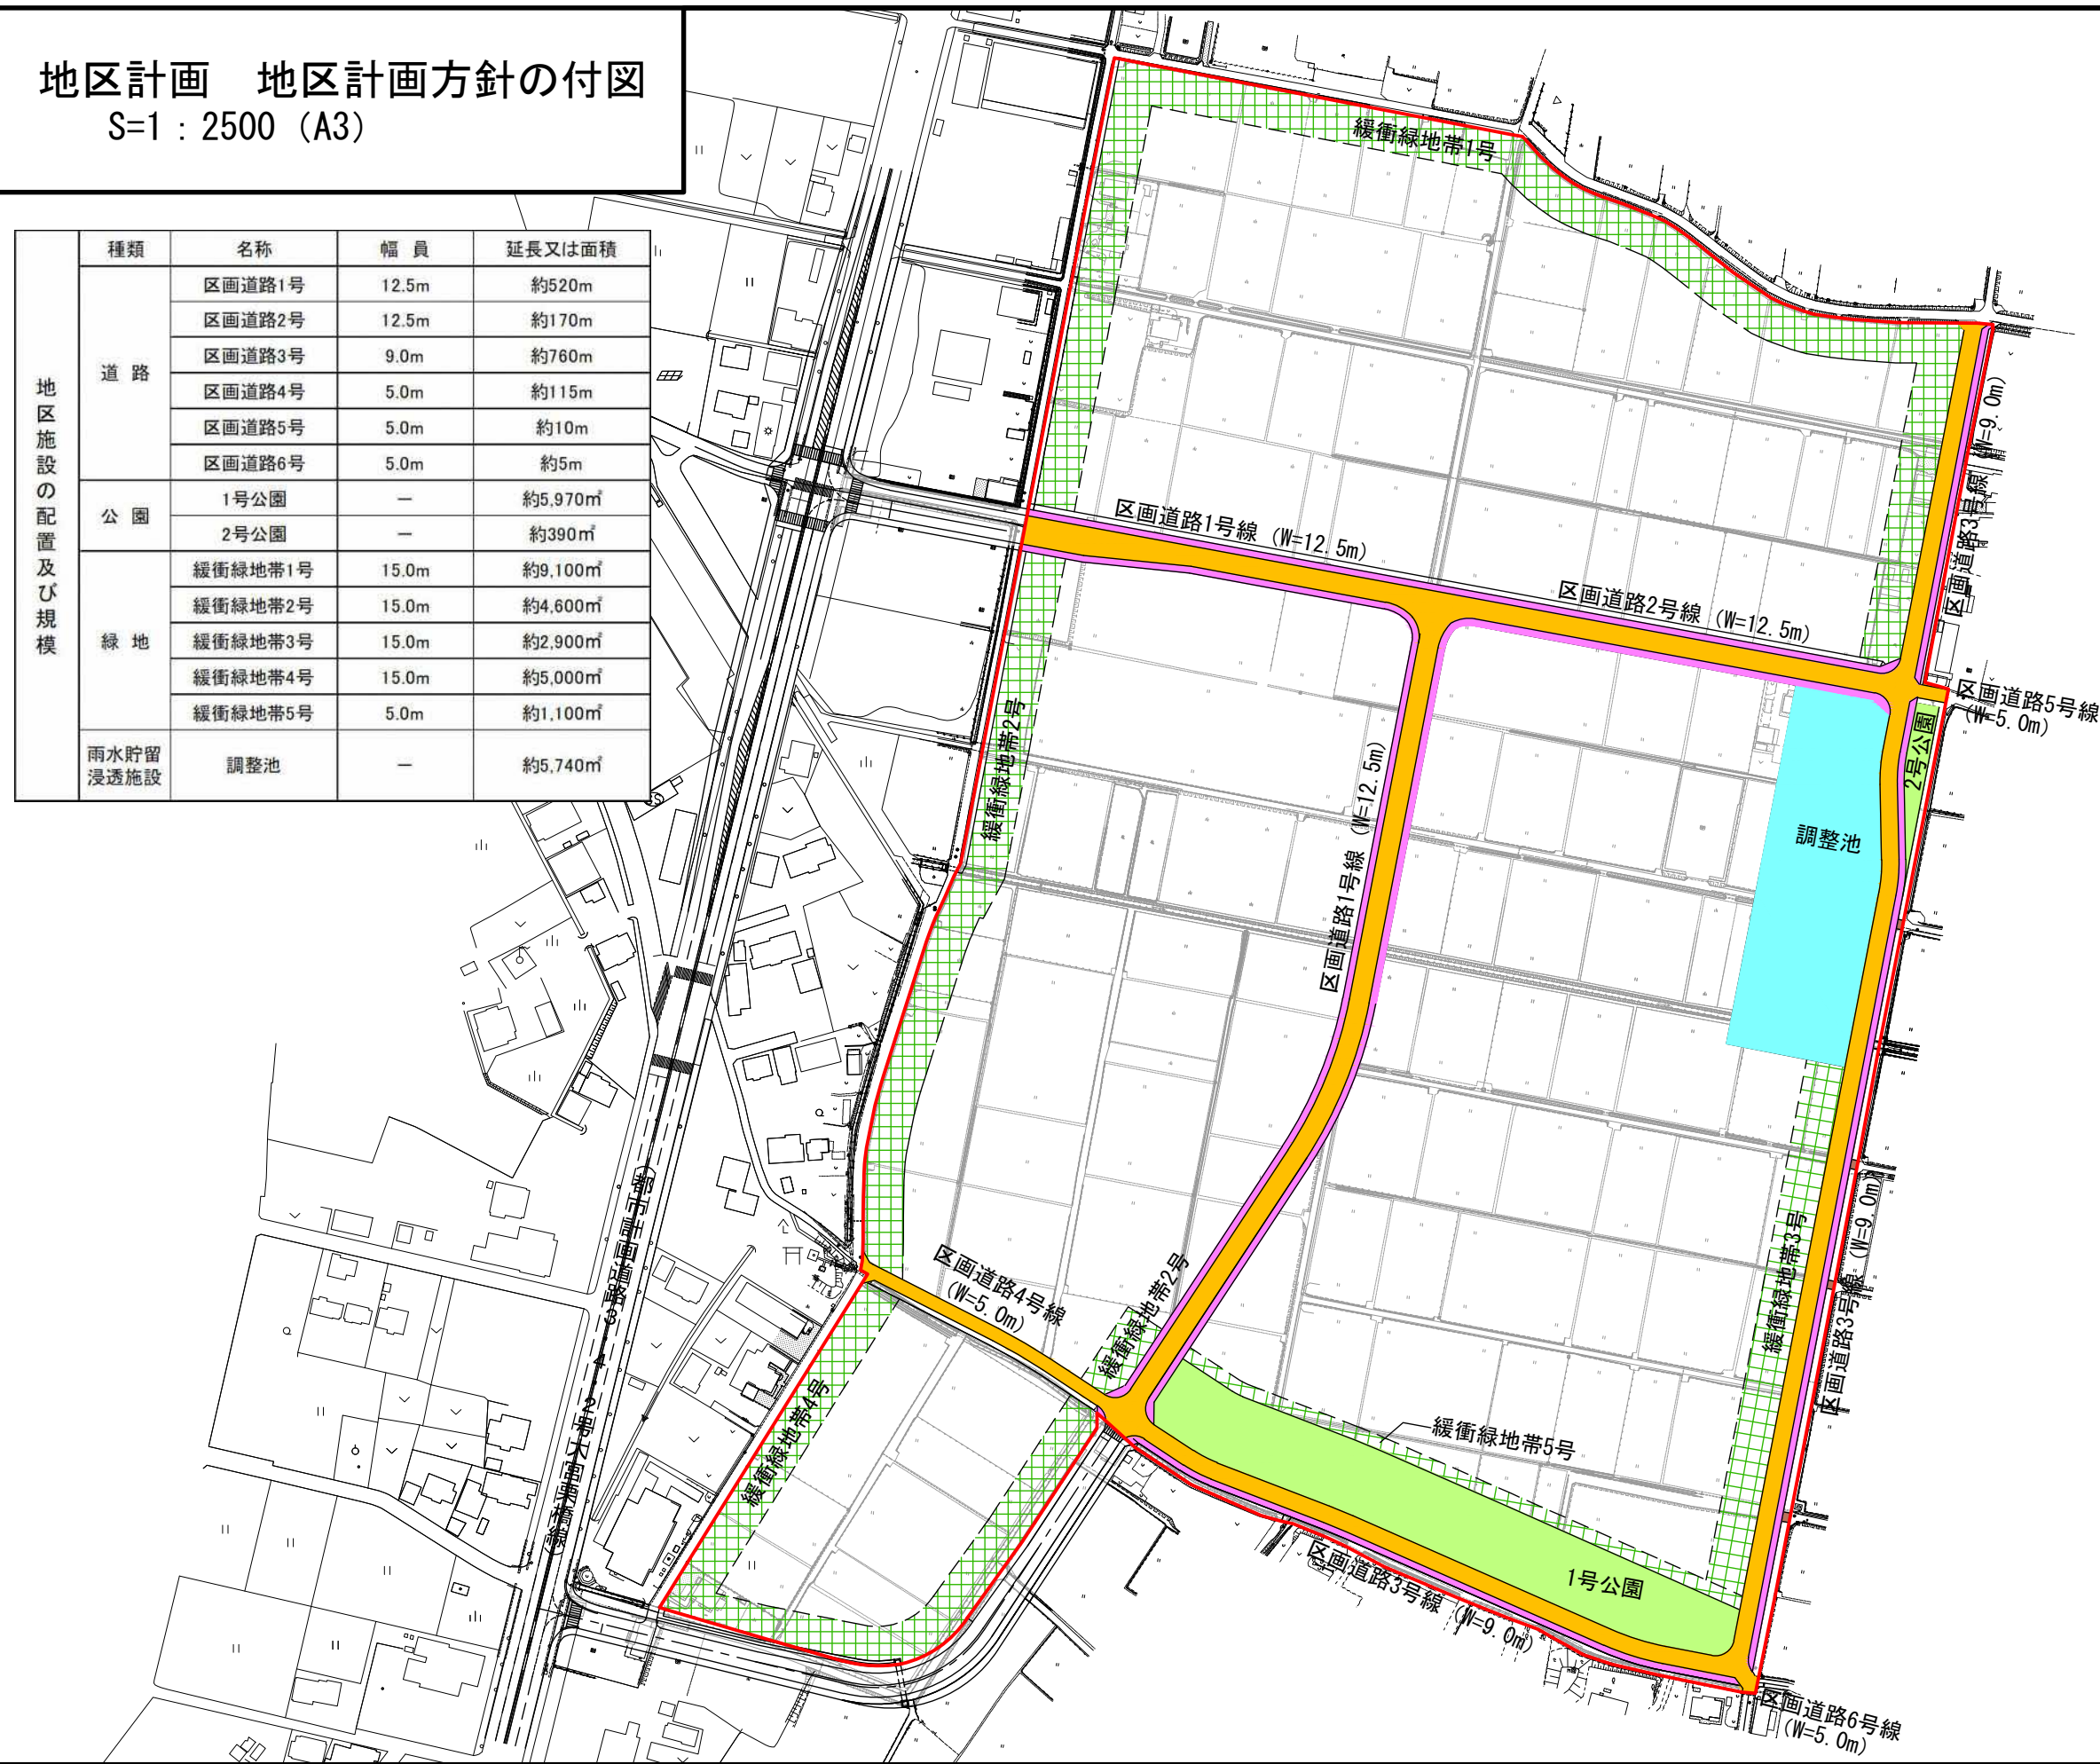 地区計画　地区計画方針の付図
S=1：2500（A3）
地区施設の配置及び規模
種類 名称 幅 員 延長又は面積
道 路
区画道路1号 12.5m 約520m
区画道路2号 12.5m 約170m
区画道路3号 9.0m 約760m
区画道路4号 5.0m 約115m
区画道路5号 5.0m 約10m
区画道路6号 5.0m 約5m
公 園
1号公園 － 約5,970㎡
2号公園 － 約390㎡
緑 地
緩衝緑地帯1号 15.0m 約9,100㎡
緩衝緑地帯2号 15.0m 約4,600㎡
緩衝緑地帯3号 15.0m 約2,900㎡
緩衝緑地帯4号 15.0m 約5,000㎡
緩衝緑地帯5号 5.0m 約1,100㎡
雨水貯留
浸透施設
調整池 － 約5,740㎡
緩衝緑地帯1号
区画道路3号線 (W=9.0m)
区画道路1号線 (W=12.5m)
区画道路2号線 (W=12.5m)
区画道路5号線
(W=5.0m)
2号公園
緩衝緑地帯2号
調整池
区画道路1号線 (W=12.5m)
区画道路4号線
(W=5.0m)
緩衝緑地帯2号
緩衝緑地帯3号
区画道路3号線 (W=9.0m)
緩衝緑地帯4号
緩衝緑地帯5号
1号公園
区画道路3号線 (W=9.0m)
区画道路6号線
(W=5.0m)